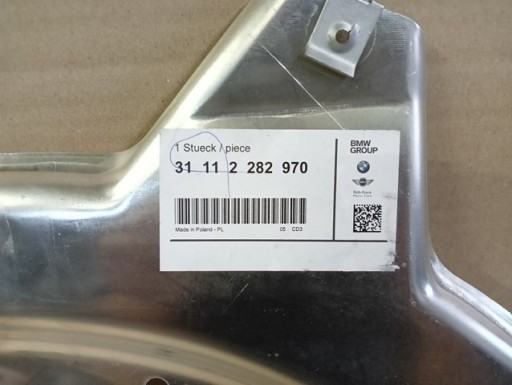 1 Stueck / piece
31 11 2 282 970
Made in Poland - PL 05 CD3
BMW
GROUP